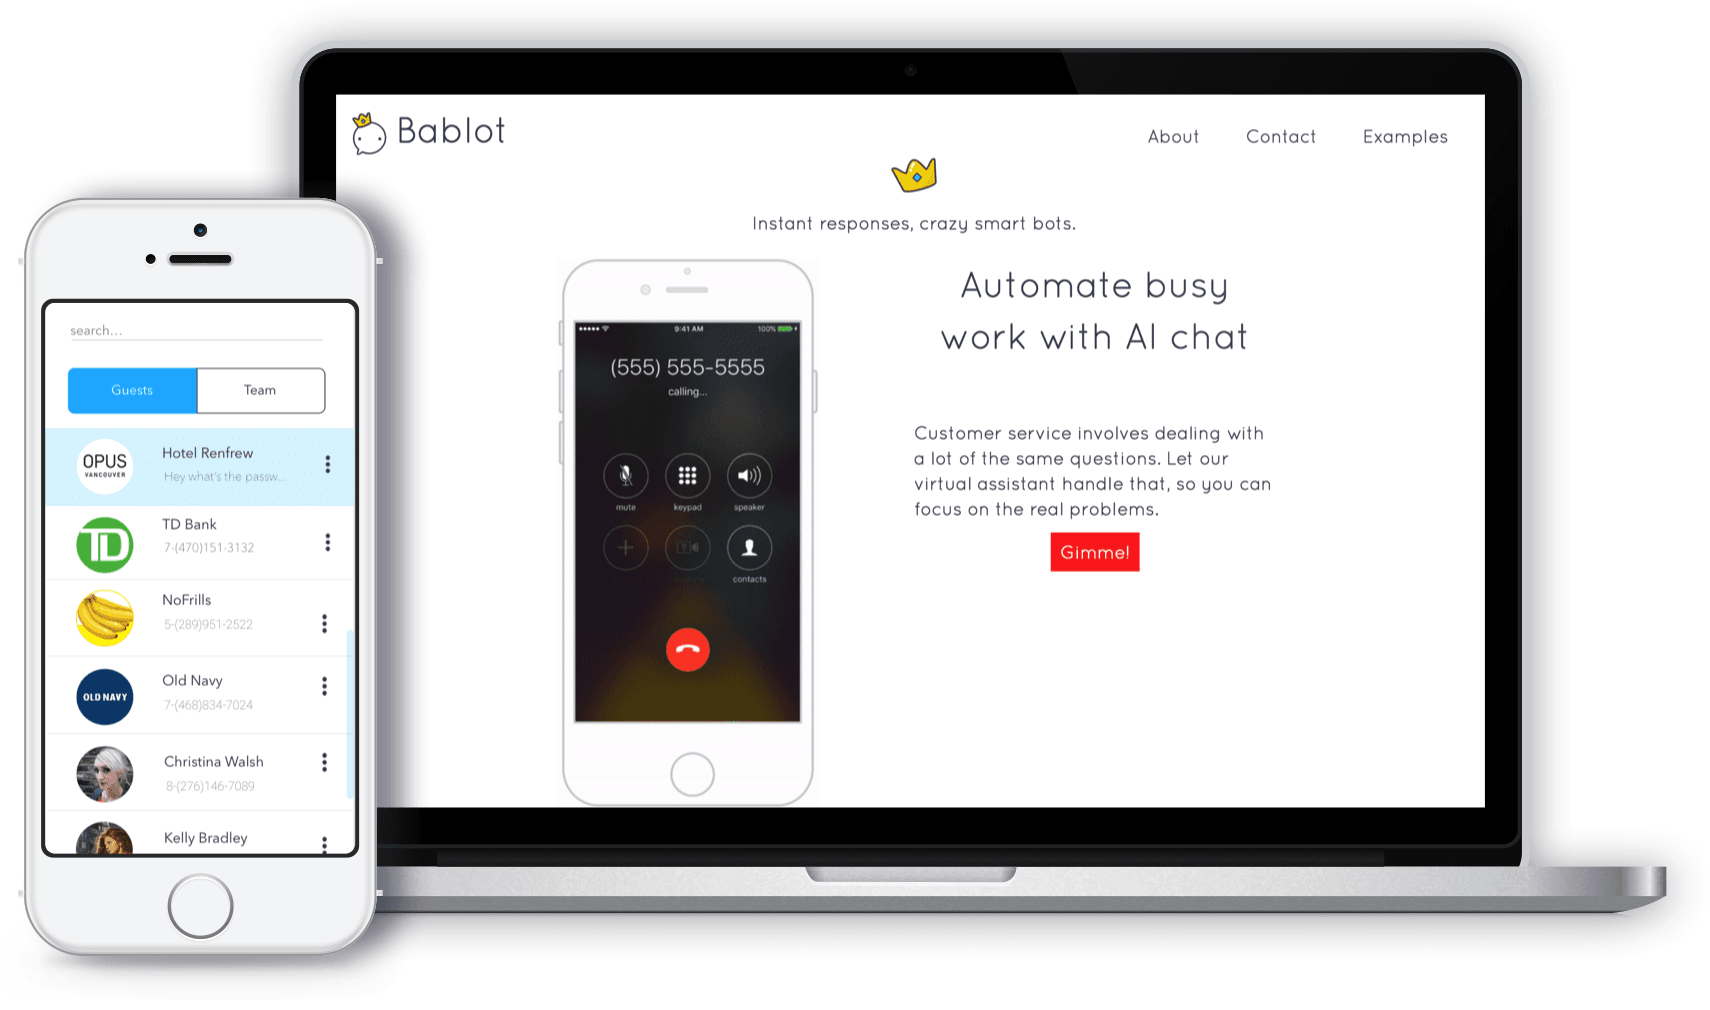 Bablot
About
Contact
Examples
Instant responses, crazy smart bots.
9:41 AM
100%
(555) 555-5555
calling...
mute
keypad
speaker
contacts
Automate busy
work with AI chat
Customer service involves dealing with
a lot of the same questions. Let our
virtual assistant handle that, so you can
focus on the real problems.
Gimme!
search...
Guests
Team
OPUS
VANCOUVER
Hotel Renfrew
Hey what's the passw...
TD
TD Bank
7-(470)151-3132
NoFrills
5-(289)951-2522
OLD NAVY
Old Navy
7-(468)834-7024
Christina Walsh
8-(276)146-7089
Kelly Bradley